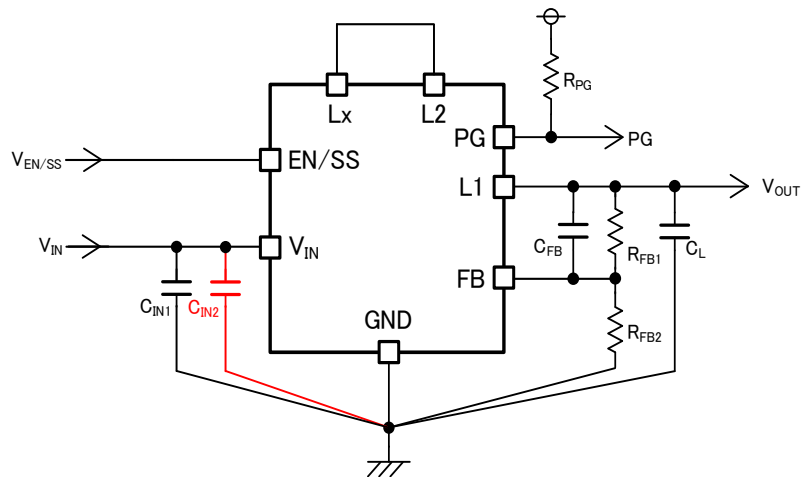 Lx
L2
RPG
PG
PG
VEN/SS
EN/SS
L1
VOUT
VIN
VIN
CFB
RFB1
CL
FB
CIN1
CIN2
GND
RFB2